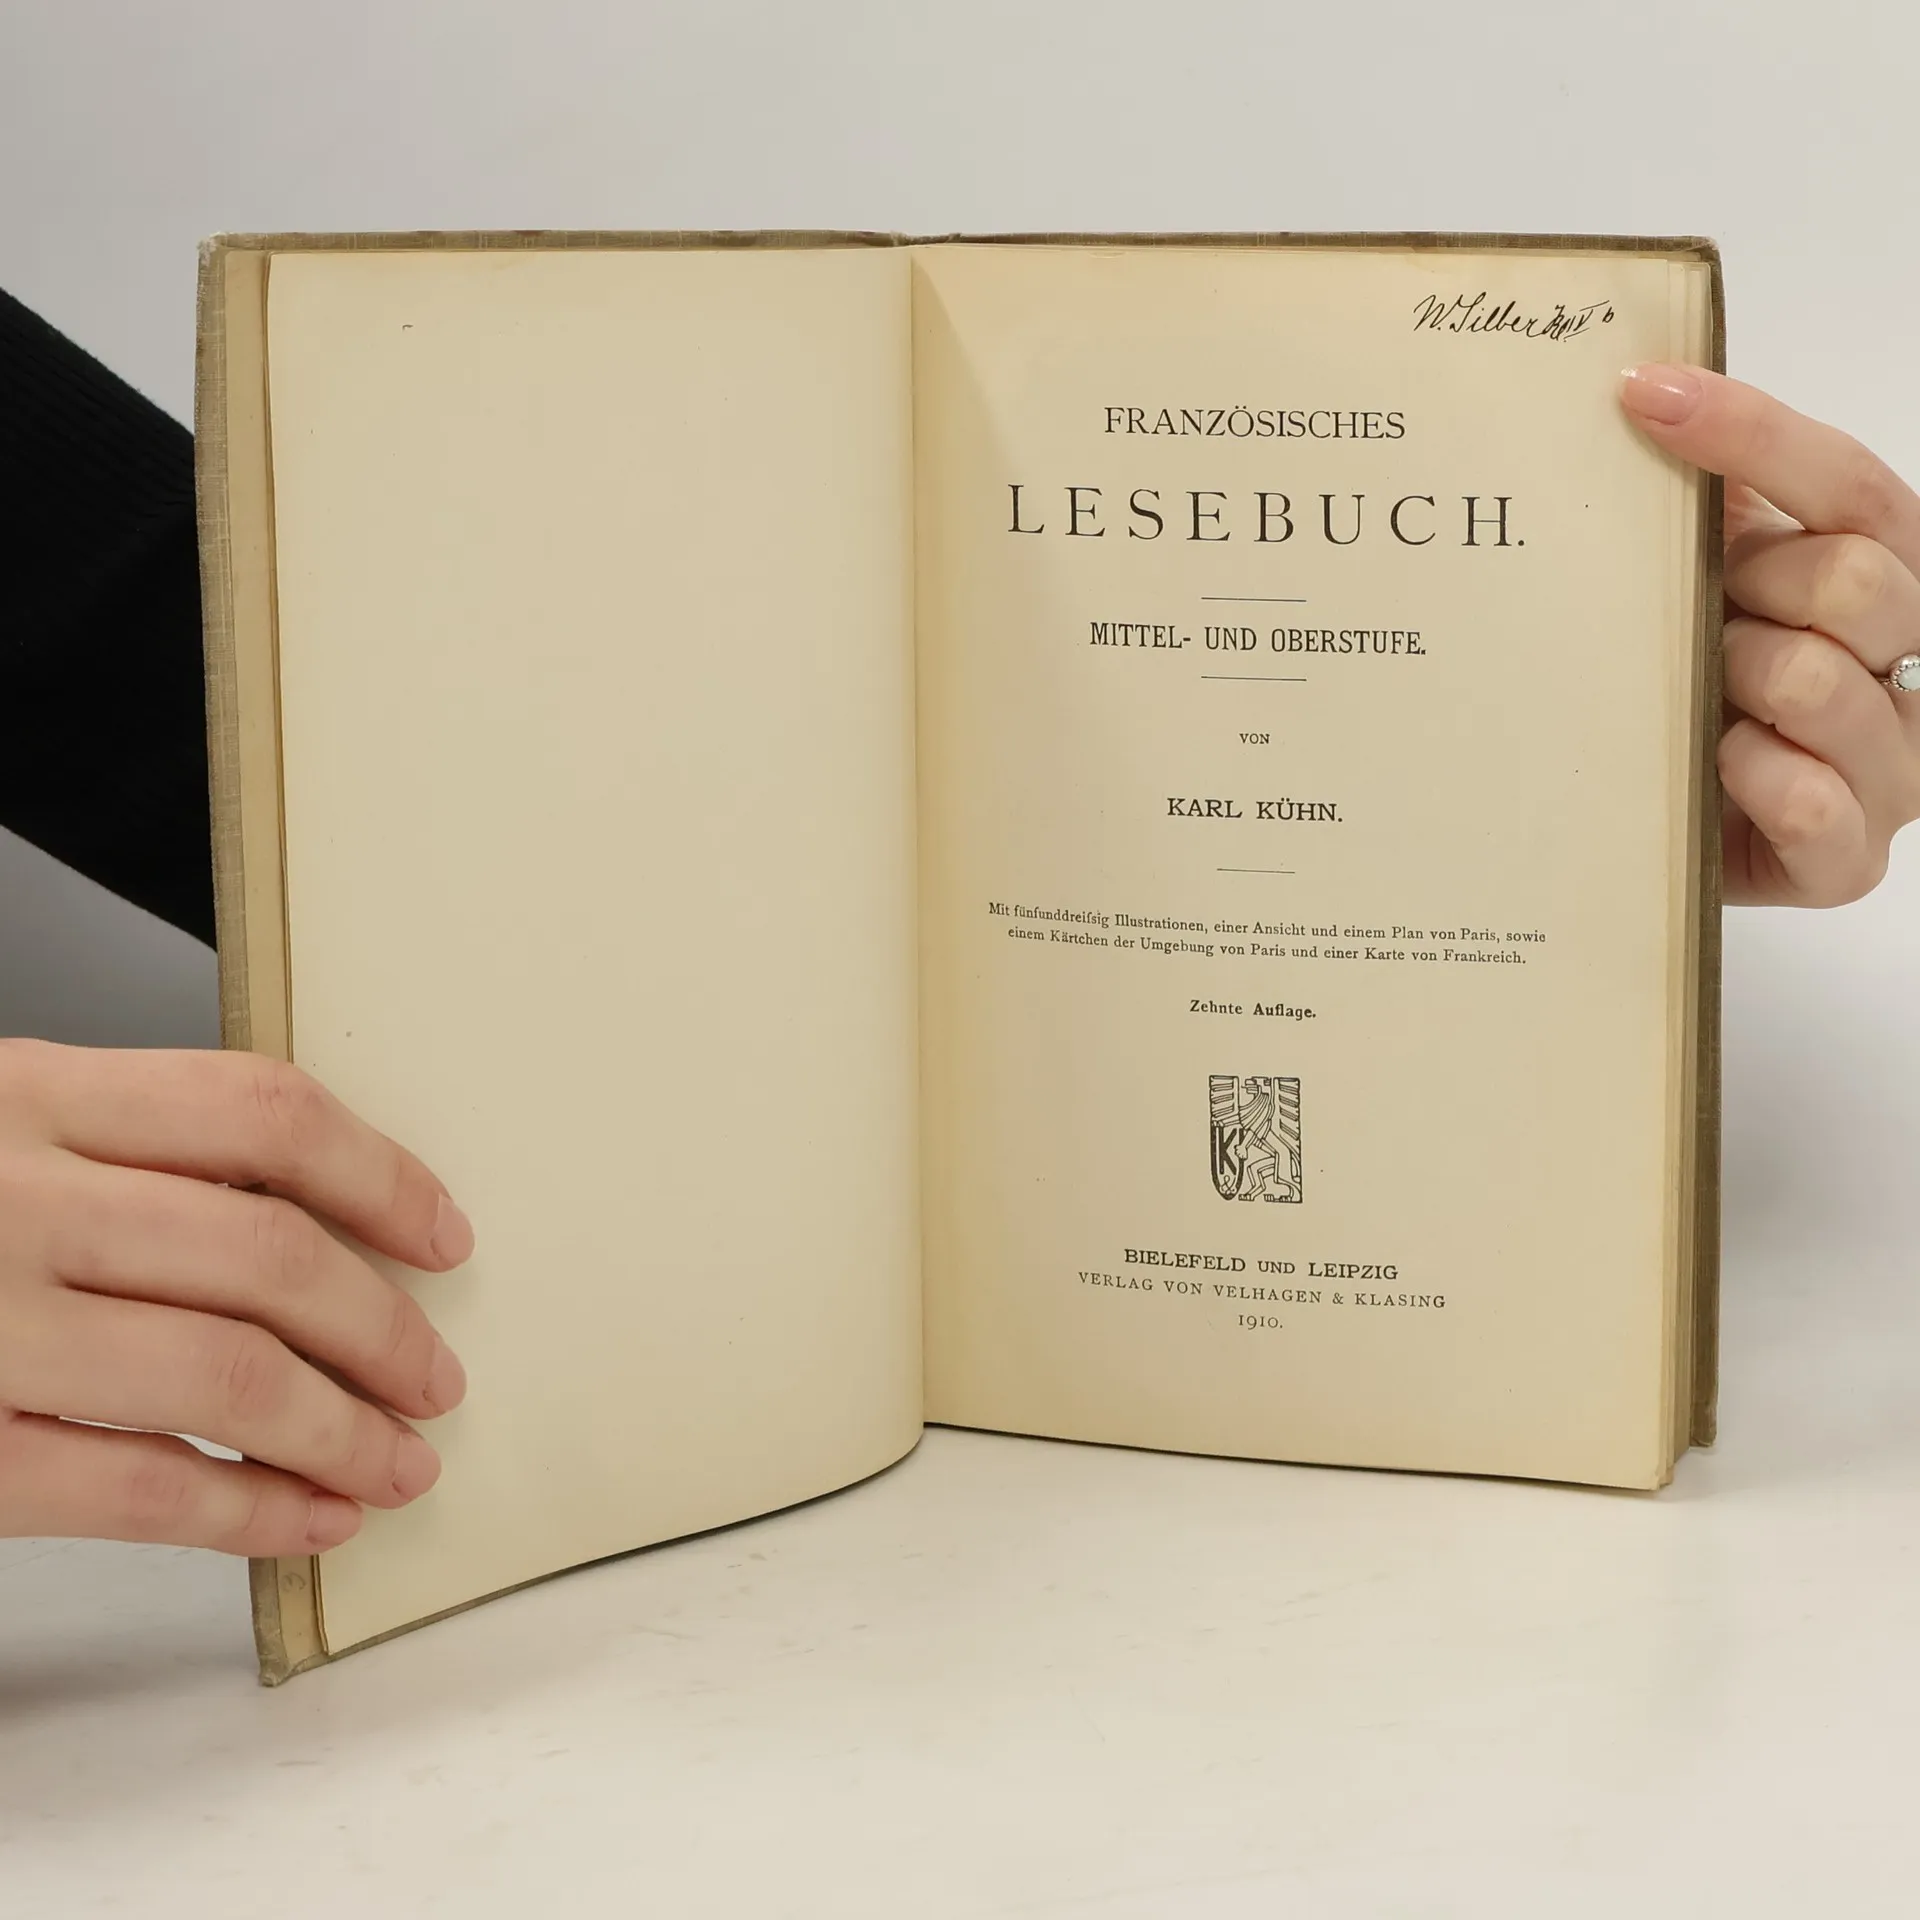 W. Silber V b
FRANZÖSISCHES
LESEBUCH.
MITTEL- UND OBERSTUFE.
VON
KARL KÜHN.
Mit fünfunddreiſsig Illustrationen, einer Ansicht und einem Plan von Paris, sowie
einem Kärtchen der Umgebung von Paris und einer Karte von Frankreich.
Zehnte Auflage.
K
BIELEFELD UND LEIPZIG
VERLAG VON VELHAGEN & KLASING
1910.
3